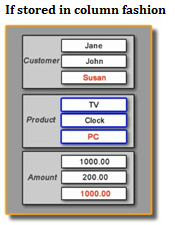 If stored in column fashion
Jane
Customer John
Susan
TV
Product Clock
PC
1000.00
Amount 200.00
1000.00